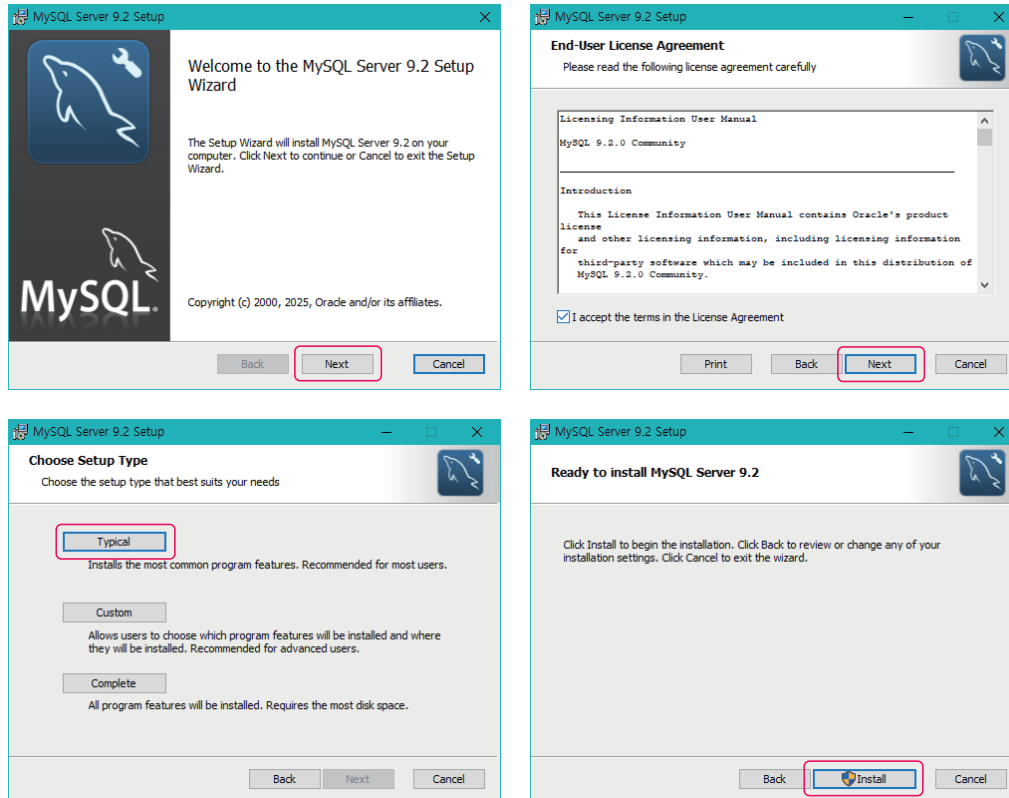 MySQL Server 9.2 Setup
Welcome to the MySQL Server 9.2 Setup
Wizard
The Setup Wizard will install MySQL Server 9.2 on your
computer. Click Next to continue or Cancel to exit the Setup
Wizard.
MySQL.
Copyright (c) 2000, 2025, Oracle and/or its affiliates.
Back Next Cancel
MySQL Server 9.2 Setup
End-User License Agreement
Please read the following license agreement carefully
Licensing Information User Manual
MySQL 9.2.0 Community
Introduction
This License Information User Manual contains Oracle's product
license
and other licensing information, including licensing information
for
third-party software which may be included in this distribution of
MySQL 9.2.0 Community.
I accept the terms in the License Agreement
Print Back Next Cancel
MySQL Server 9.2 Setup
Choose Setup Type
Choose the setup type that best suits your needs
Typical
Installs the most common program features. Recommended for most users.
Custom
Allows users to choose which program features will be installed and where
they will be installed. Recommended for advanced users.
Complete
All program features will be installed. Requires the most disk space.
Back Next Cancel
MySQL Server 9.2 Setup
Ready to install MySQL Server 9.2
Click Install to begin the installation. Click Back to review or change any of your
installation settings. Click Cancel to exit the wizard.
Back Install Cancel